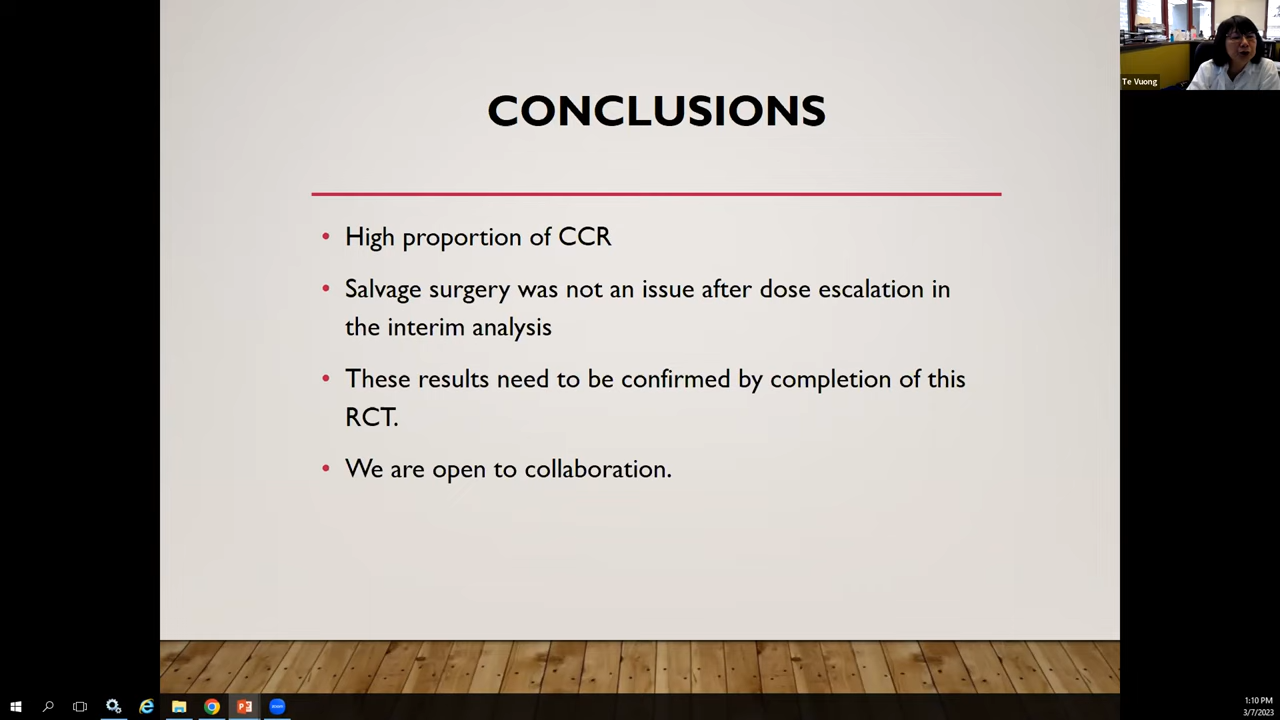 Te Vuong
CONCLUSIONS
• High proportion of CCR
• Salvage surgery was not an issue after dose escalation in
the interim analysis
• These results need to be confirmed by completion of this
RCT.
• We are open to collaboration.
1:10 PM
3/7/2023